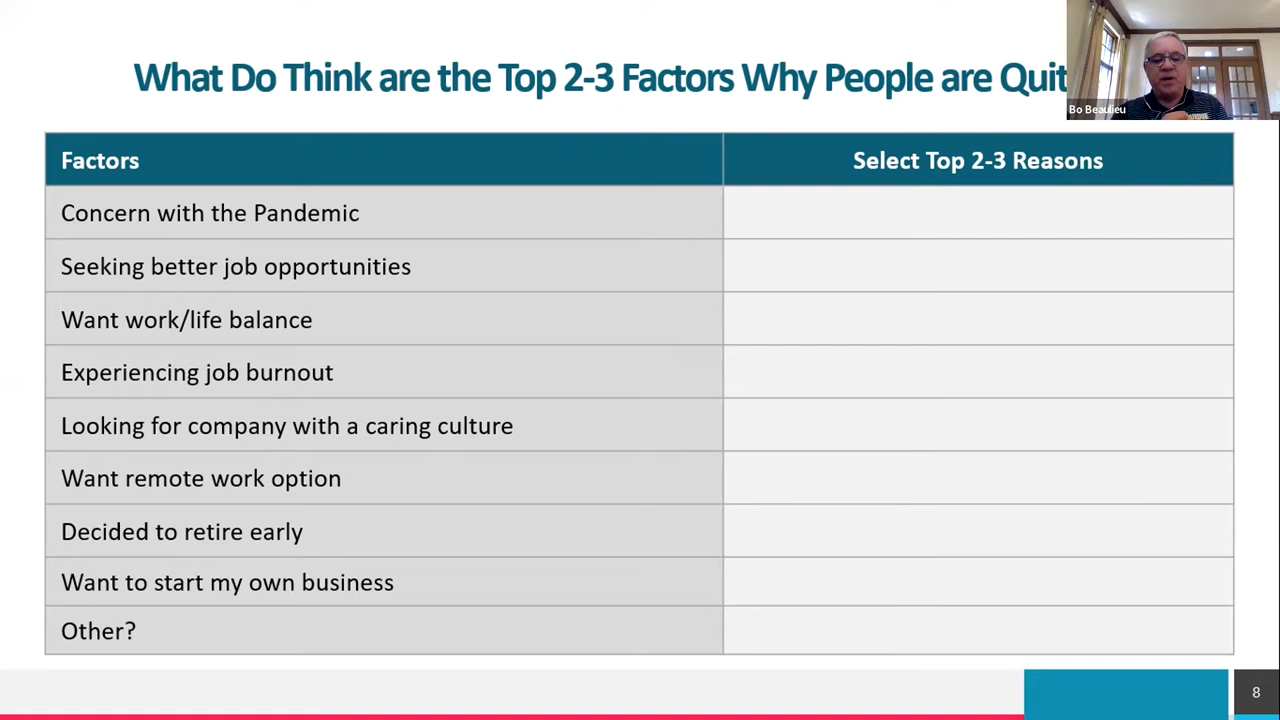 What Do Think are the Top 2-3 Factors Why People are Quit
Bo Beaulieu
Factors
Select Top 2-3 Reasons
Concern with the Pandemic
Seeking better job opportunities
Want work/life balance
Experiencing job burnout
Looking for company with a caring culture
Want remote work option
Decided to retire early
Want to start my own business
Other?
8